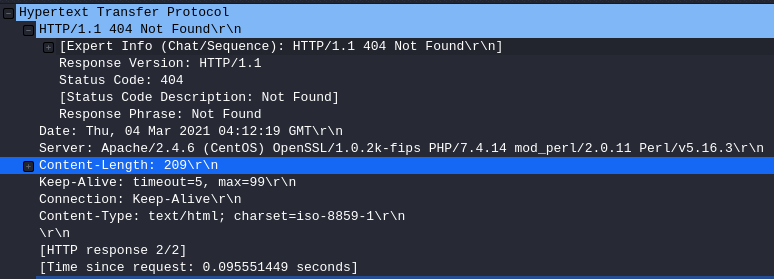 Hypertext Transfer Protocol
HTTP/1.1 404 Not Found\r\n
[Expert Info (Chat/Sequence): HTTP/1.1 404 Not Found\r\n]
Response Version: HTTP/1.1
Status Code: 404
[Status Code Description: Not Found]
Response Phrase: Not Found
Date: Thu, 04 Mar 2021 04:12:19 GMT\r\n
Server: Apache/2.4.6 (CentOS) OpenSSL/1.0.2k-fips PHP/7.4.14 mod_perl/2.0.11 Perl/v5.16.3\r\n
Content-Length: 209\r\n
Keep-Alive: timeout=5, max=99\r\n
Connection: Keep-Alive\r\n
Content-Type: text/html; charset=iso-8859-1\r\n
\r\n
[HTTP response 2/2]
[Time since request: 0.095551449 seconds]